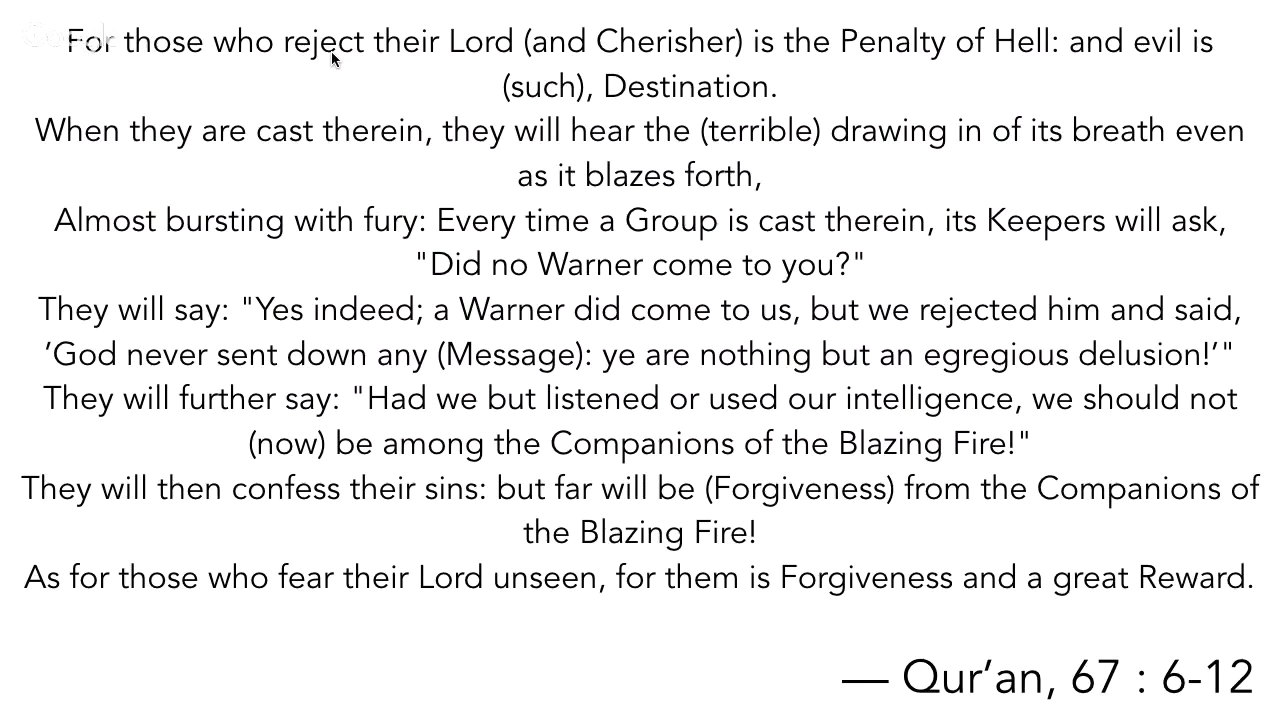 Google
For those who reject their Lord (and Cherisher) is the Penalty of Hell: and evil is
(such), Destination.
When they are cast therein, they will hear the (terrible) drawing in of its breath even
as it blazes forth,
Almost bursting with fury: Every time a Group is cast therein, its Keepers will ask,
"Did no Warner come to you?"
They will say: "Yes indeed; a Warner did come to us, but we rejected him and said,
’God never sent down any (Message): ye are nothing but an egregious delusion!’"
They will further say: "Had we but listened or used our intelligence, we should not
(now) be among the Companions of the Blazing Fire!"
They will then confess their sins: but far will be (Forgiveness) from the Companions of
the Blazing Fire!
As for those who fear their Lord unseen, for them is Forgiveness and a great Reward.
— Qur’an, 67 : 6-12